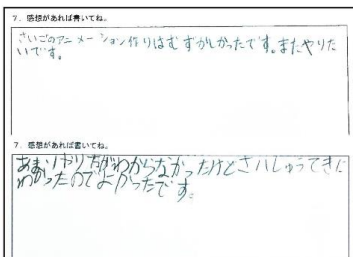 7. 感想があれば書いてね。
さいごのアニメーション作りはむずかしかったです。またやりた
いです。
7. 感想があれば書いてね。
あまりやり方がわからなかったけどさいしゅうてきに
わかったのでよかったです。